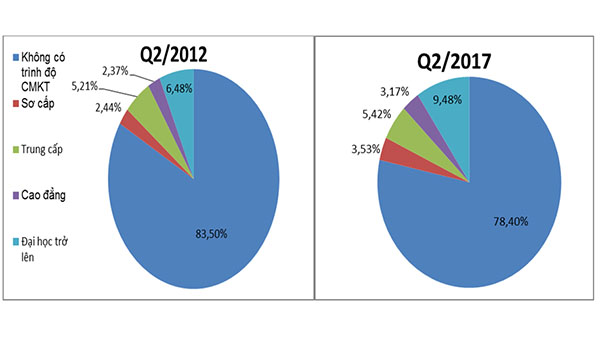 Q2/2012
Không có
trình độ
CMKT
Sơ cấp
Trung cấp
Cao đẳng
Đại học trở
lên
2,37%
6,48%
5,21%
2,44%
83,50%
Q2/2017
3,17%
9,48%
5,42%
3,53%
78,40%